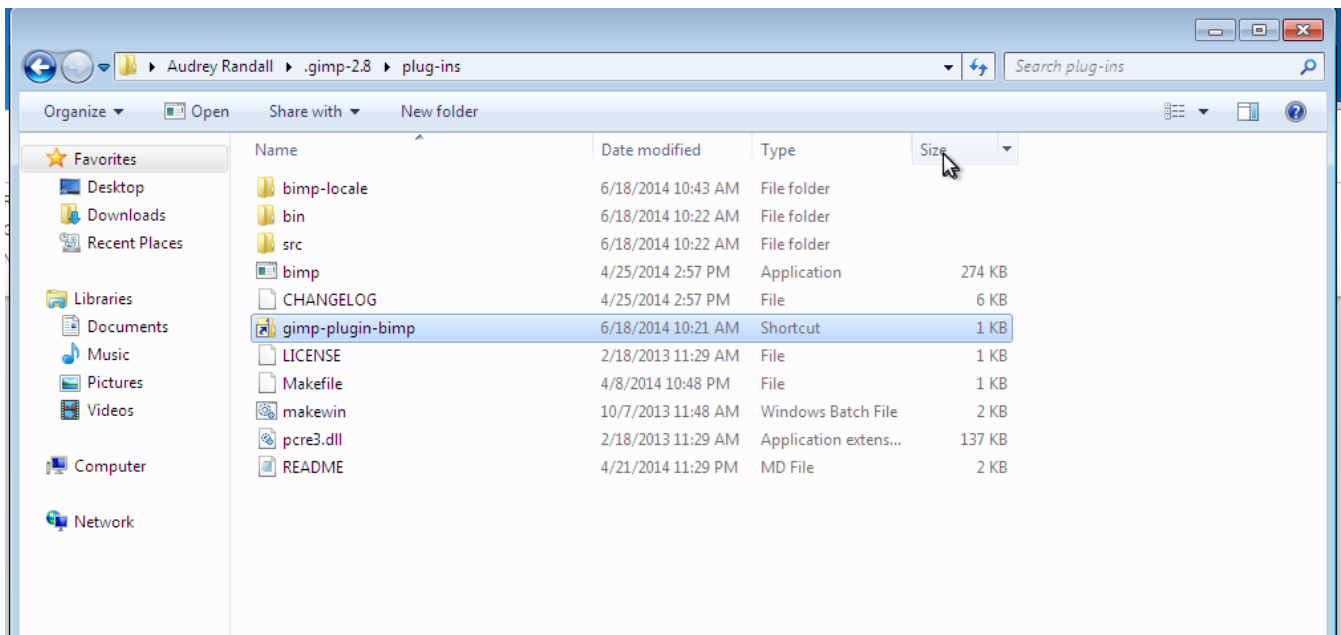 Audrey Randall .gimp-2.8 plug-ins Search plug-ins
Organize Open Share with New folder
Favorites
Desktop
Downloads
Recent Places
Libraries
Documents
Music
Pictures
Videos
Computer
Network
Name Date modified Type Size
bimp-locale 6/18/2014 10:43 AM File folder
bin 6/18/2014 10:22 AM File folder
src 6/18/2014 10:22 AM File folder
bimp 4/25/2014 2:57 PM Application 274 KB
CHANGELOG 4/25/2014 2:57 PM File 6 KB
gimp-plugin-bimp 6/18/2014 10:21 AM Shortcut 1 KB
LICENSE 2/18/2013 11:29 AM File 1 KB
Makefile 4/8/2014 10:48 PM File 1 KB
makewin 10/7/2013 11:48 AM Windows Batch File 2 KB
pcre3.dll 2/18/2013 11:29 AM Application extens... 137 KB
README 4/21/2014 11:29 PM MD File 2 KB